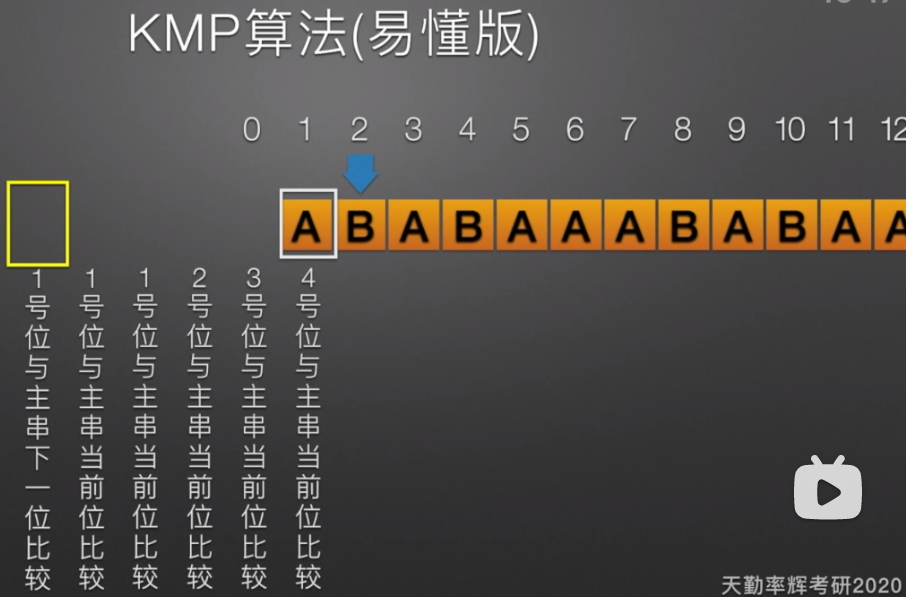 KMP算法(易懂版)
0 1 2 3 4 5 6 7 8 9 10 11 12
A B A B A A A B A B A A
1号位与主串下一位比较
1号位与主串当前位比较
1号位与主串当前位比较
2号位与主串当前位比较
3号位与主串当前位比较
4号位与主串当前位比较
天勤率辉考研2020